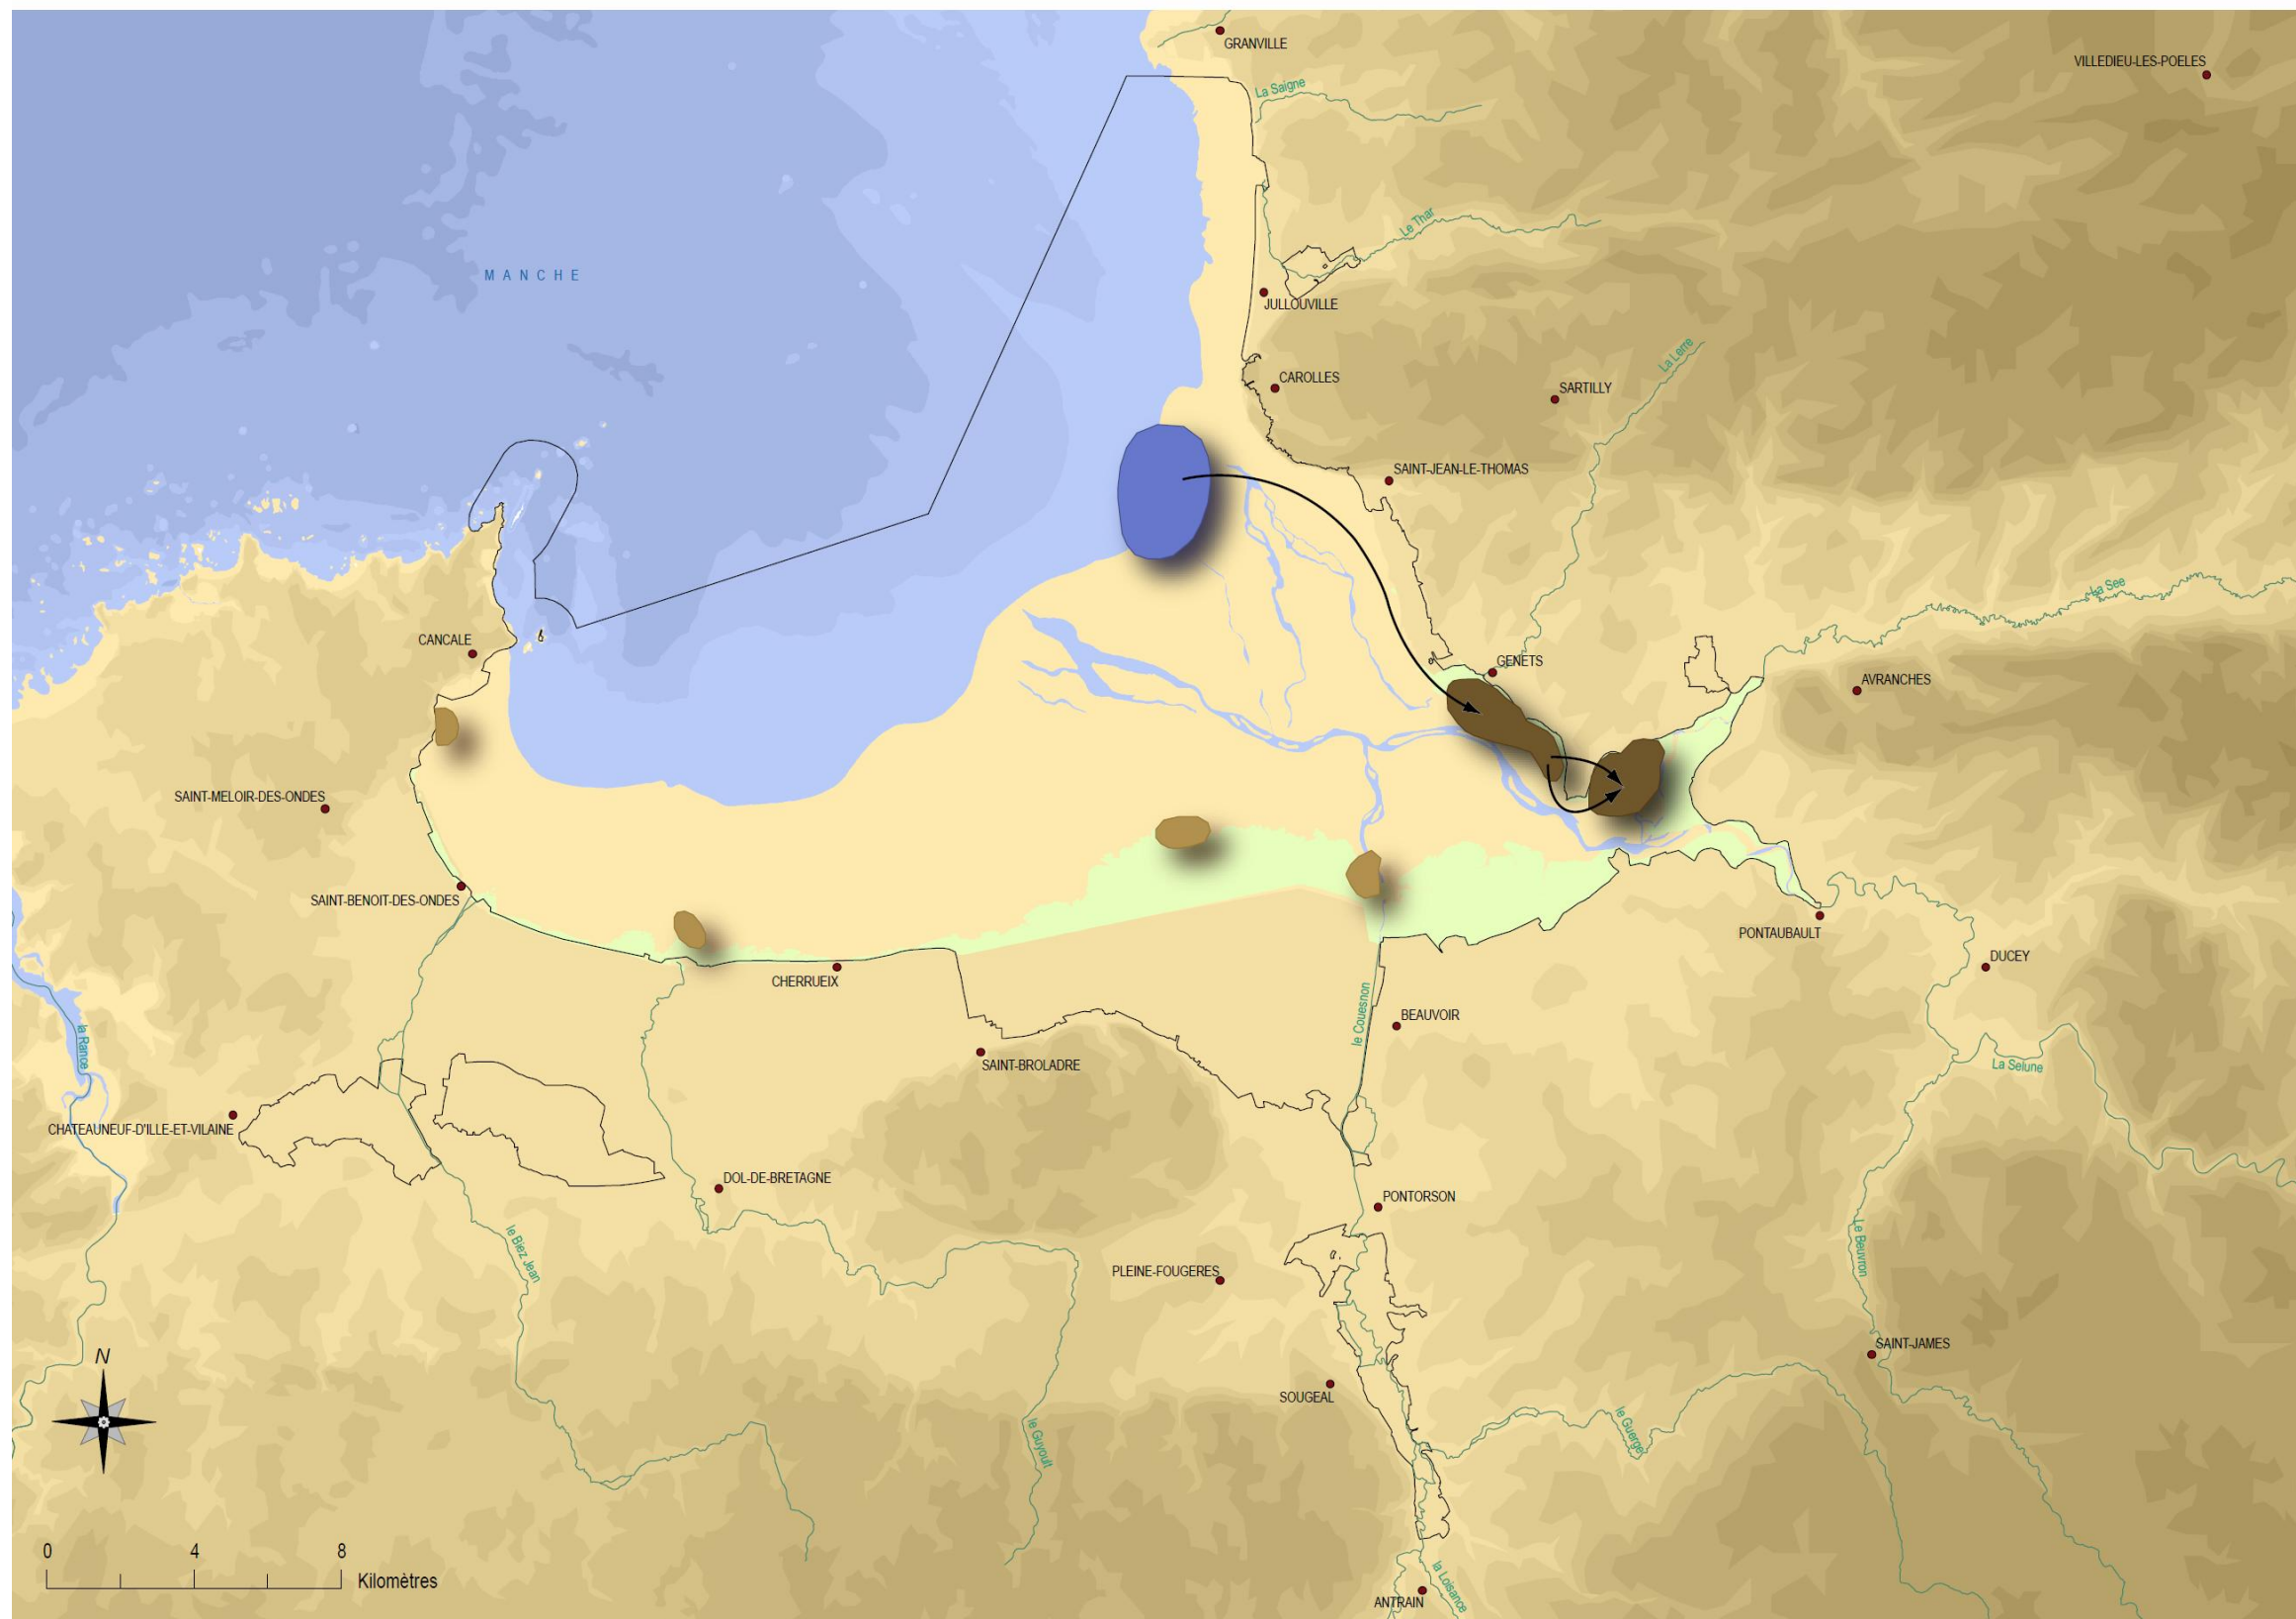 GRANVILLE
VILLEDIEU-LES-POELES
La Saigne
Le Thar
MANCHE
JULLOUVILLE
La Lerre
CAROLLES
SARTILLY
SAINT-JEAN-LE-THOMAS
La See
CANCALE
GENETS
AVRANCHES
SAINT-MELOIR-DES-ONDES
SAINT-BENOIT-DES-ONDES
PONTAUBAULT
DUCEY
CHERRUEIX
le Couesnon
BEAUVOIR
la Rance
SAINT-BROLADRE
La Selune
CHATEAUNEUF-D'ILLE-ET-VILAINE
DOL-DE-BRETAGNE
PONTORSON
le Biez Jean
Le Beuvron
PLEINE-FOUGERES
SAINT-JAMES
N
SOUGEAL
le Guyoult
le Guerge
0 4 8
Kilomètres
la Loisance
ANTRAIN